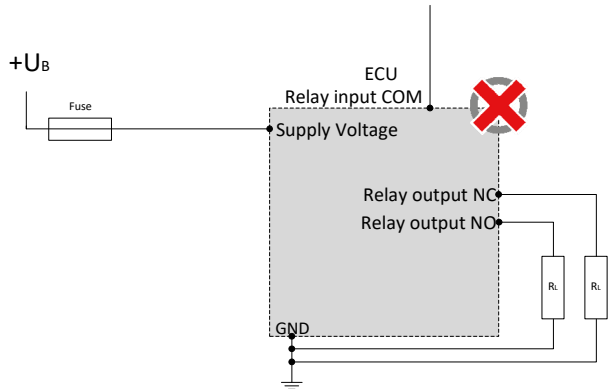 +UB
Fuse
ECU
Relay input COM
Supply Voltage
Relay output NC
Relay output NO
RL
RL
GND